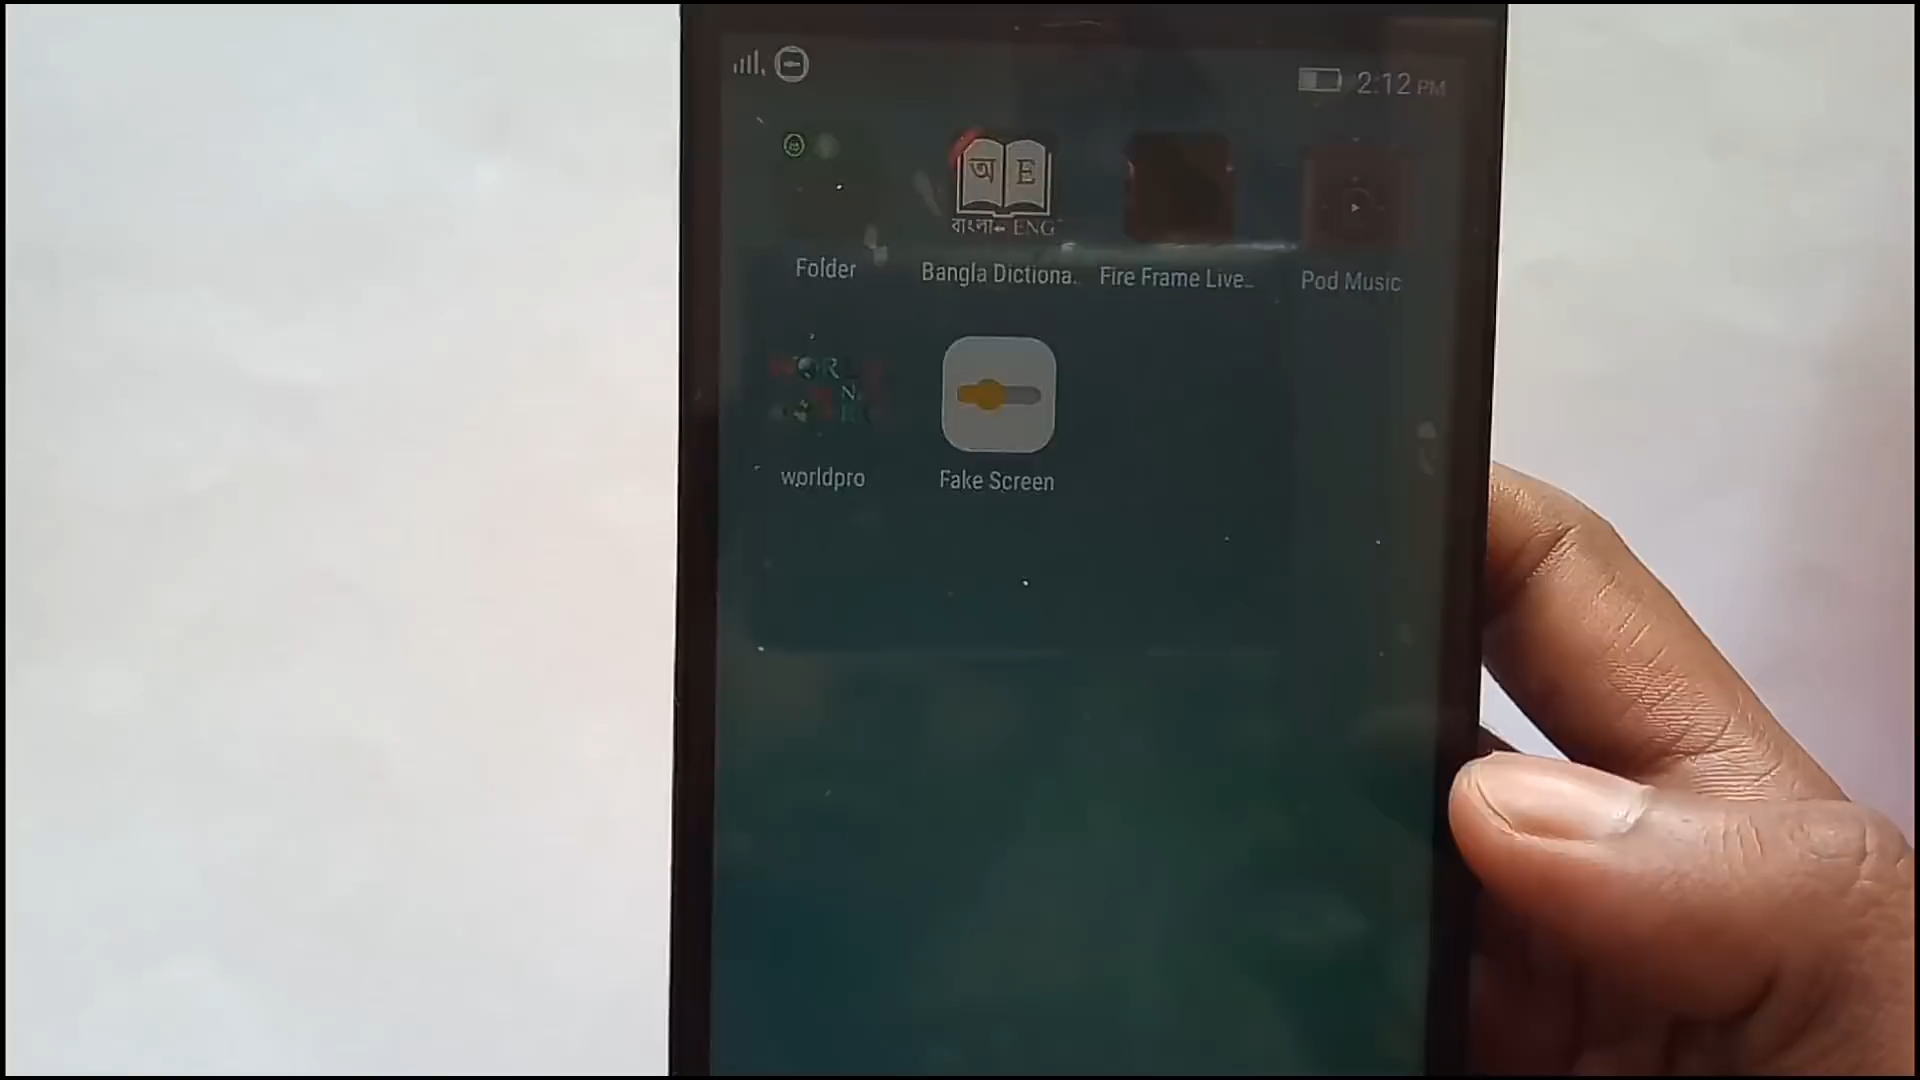 2:12 PM
অ E
বাংলা ENG
Folder
Bangla Dictiona..
Fire Frame Live...
Pod Music
worldpro
Fake Screen